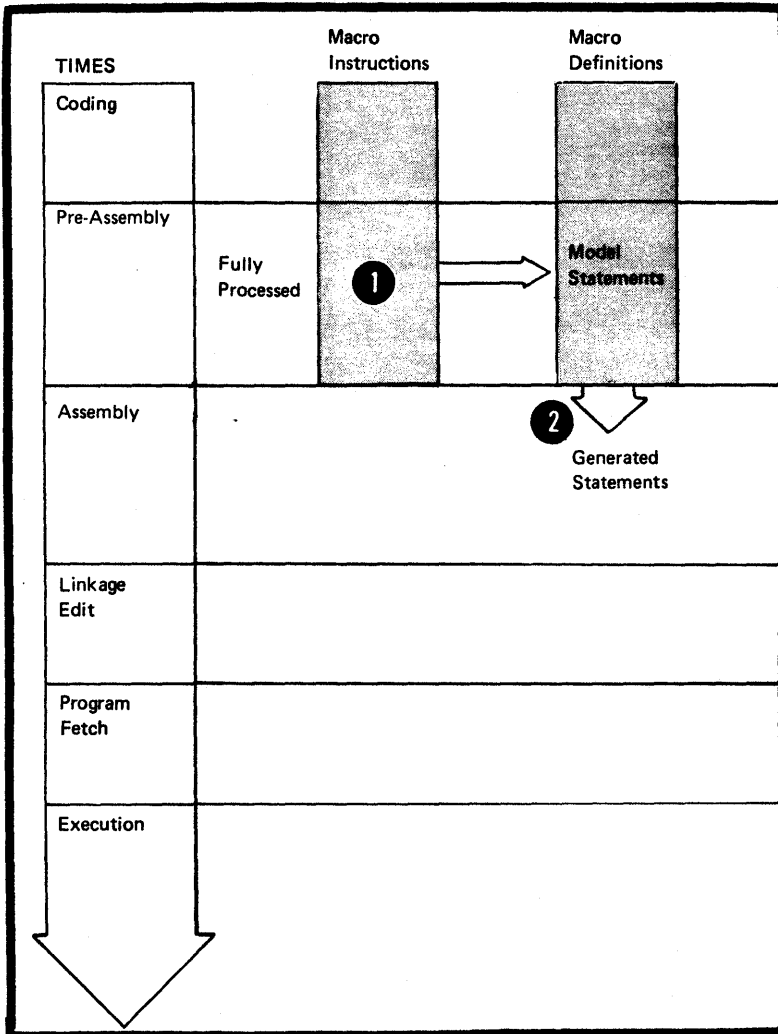 TIMES
Macro
Instructions
Macro
Definitions
Coding
Pre-Assembly
Fully
Processed
1
Model
Statements
Assembly
2
Generated
Statements
Linkage
Edit
Program
Fetch
Execution